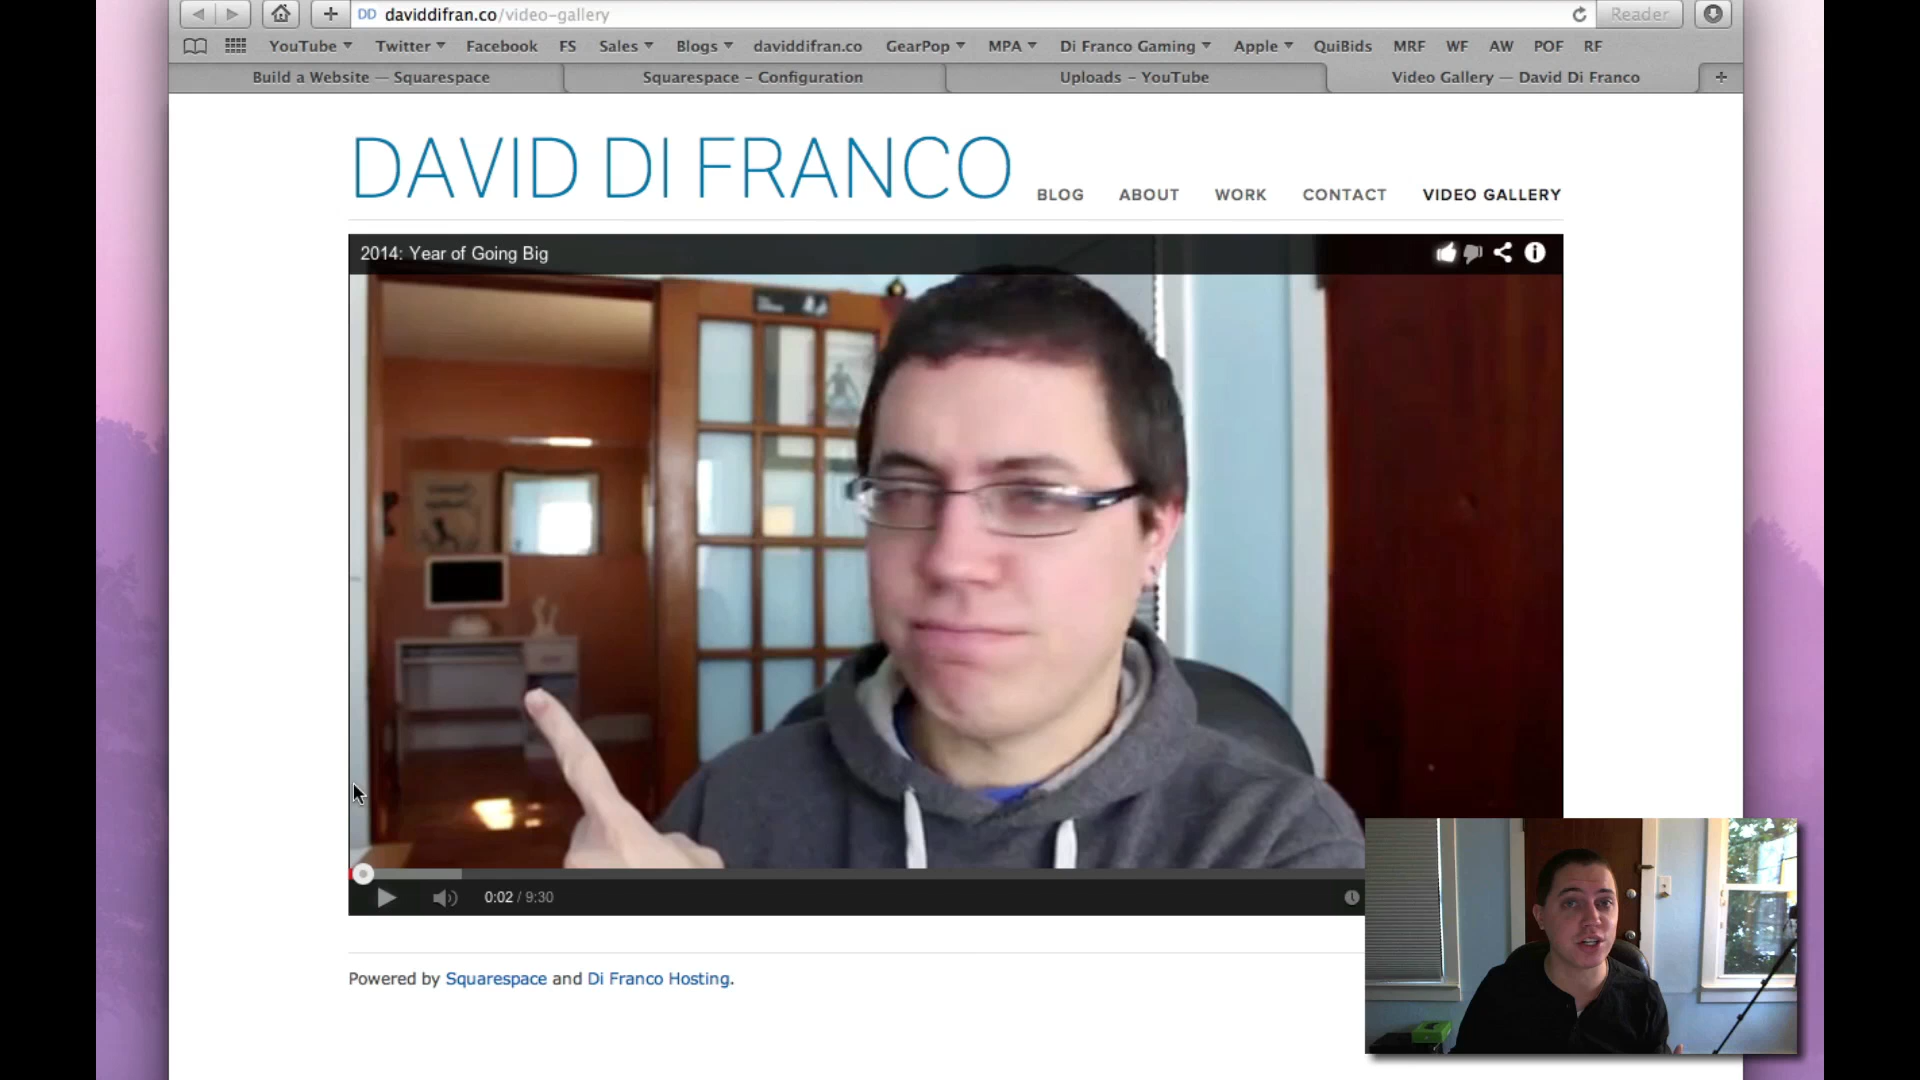 DD daviddifran.co/video-gallery Reader
YouTube Twitter Facebook FS Sales Blogs daviddifran.co GearPop MPA Di Franco Gaming Apple QuiBids MRF WF AW POF RF
Build a Website — Squarespace Squarespace – Configuration Uploads – YouTube Video Gallery — David Di Franco
DAVID DI FRANCO
BLOG ABOUT WORK CONTACT VIDEO GALLERY
2014: Year of Going Big
0:02 / 9:30
Powered by Squarespace and Di Franco Hosting.